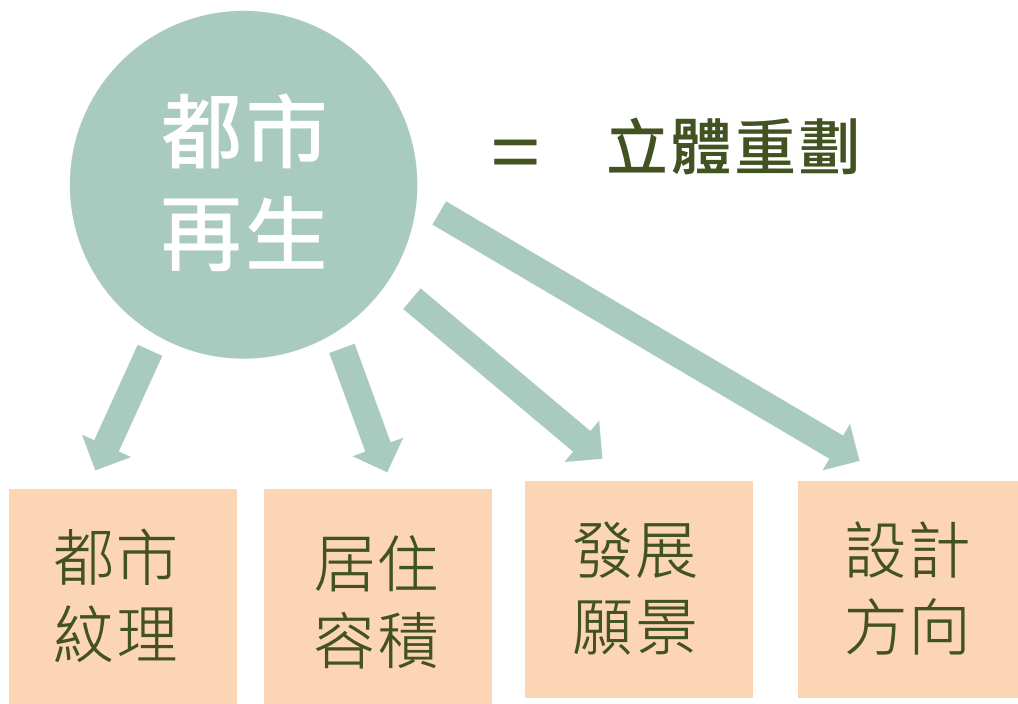 都市
再生
= 立體重劃
都市
紋理
居住
容積
發展
願景
設計
方向